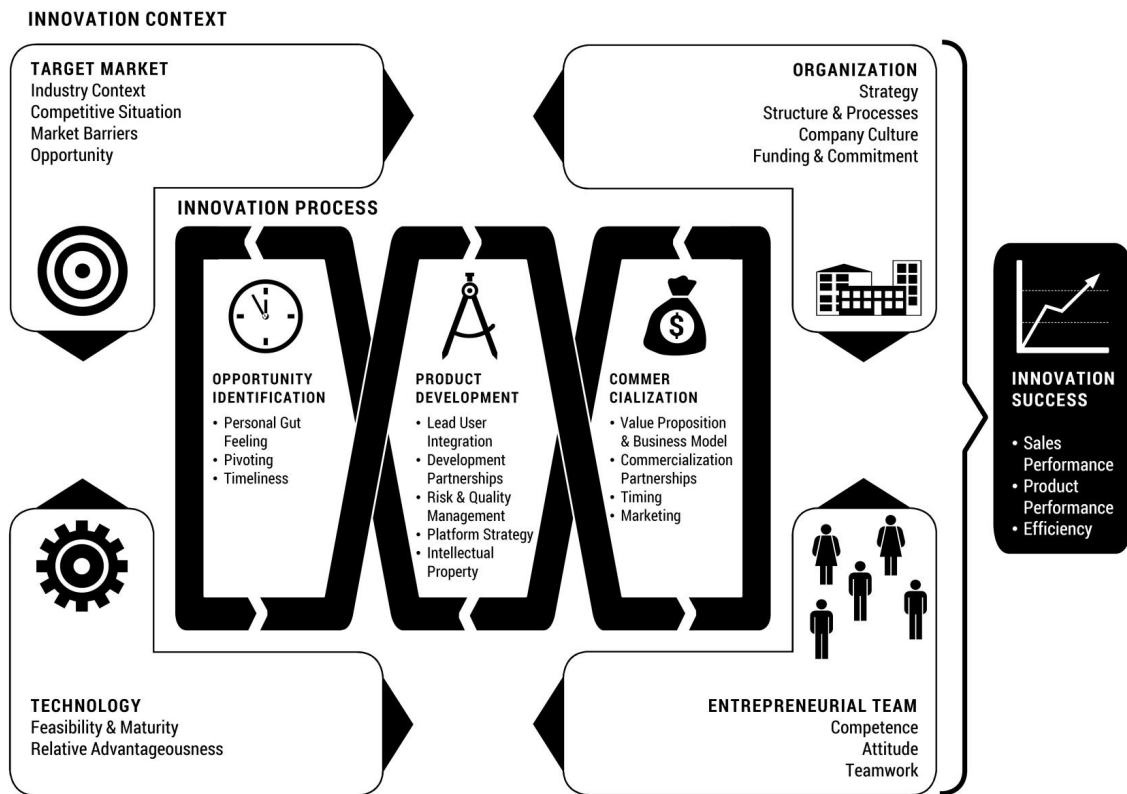 INNOVATION CONTEXT
TARGET MARKET
Industry Context
Competitive Situation
Market Barriers
Opportunity
ORGANIZATION
Strategy
Structure & Processes
Company Culture
Funding & Commitment
INNOVATION PROCESS
OPPORTUNITY
IDENTIFICATION
• Personal Gut
Feeling
• Pivoting
• Timeliness
PRODUCT
DEVELOPMENT
• Lead User
Integration
• Development
Partnerships
• Risk & Quality
Management
• Platform Strategy
• Intellectual
Property
$
COMMER
CIALIZATION
• Value Proposition
& Business Model
• Commercialization
Partnerships
• Timing
• Marketing
INNOVATION
SUCCESS
• Sales
Performance
• Product
Performance
• Efficiency
TECHNOLOGY
Feasibility & Maturity
Relative Advantageousness
ENTREPRENEURIAL TEAM
Competence
Attitude
Teamwork